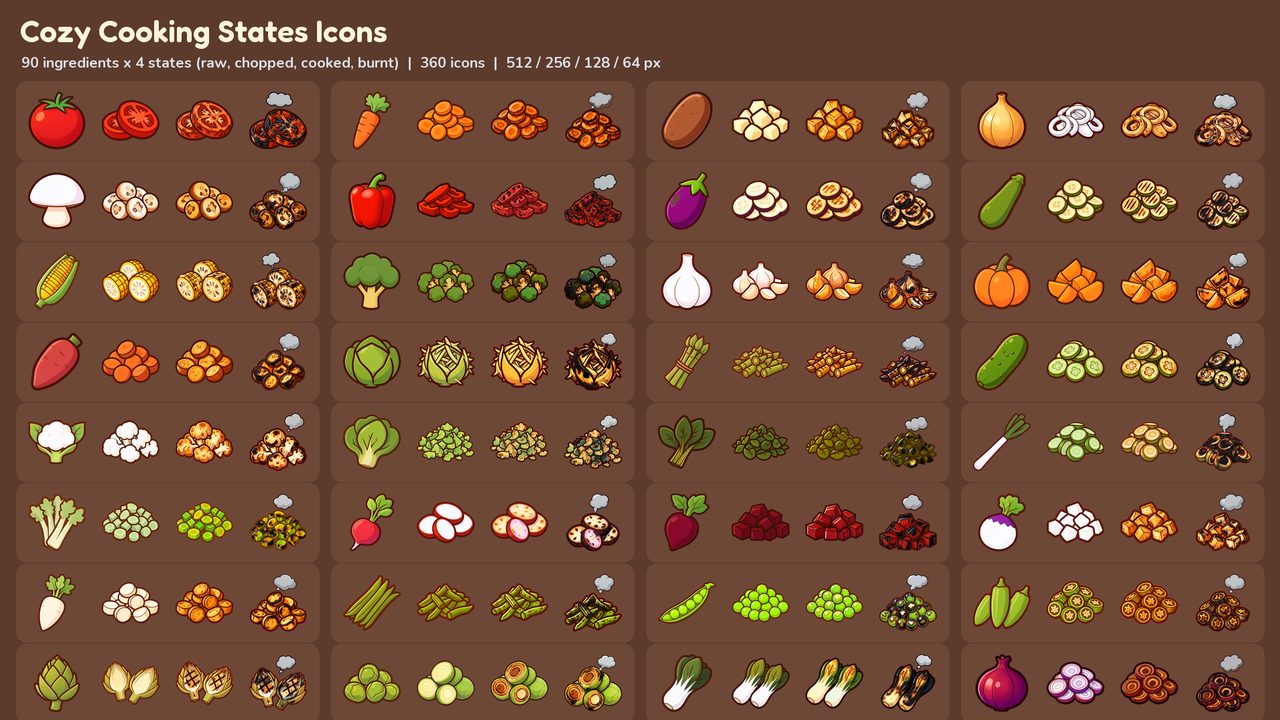 Cozy Cooking States Icons
90 ingredients x 4 states (raw, chopped, cooked, burnt) | 360 icons | 512 / 256 / 128 / 64 px